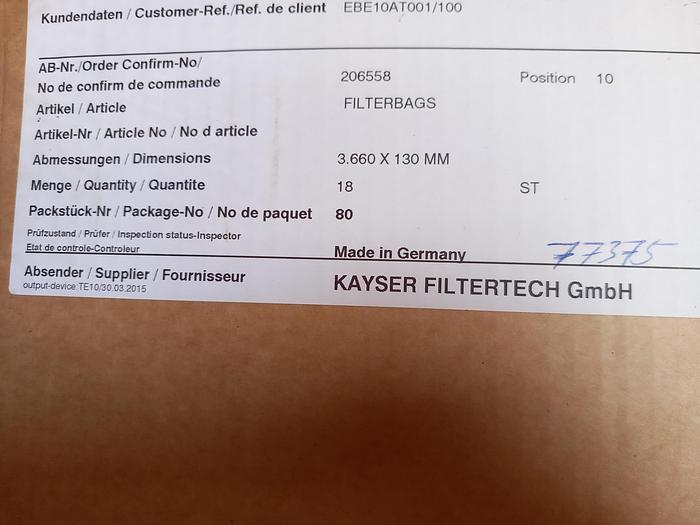 Kundendaten / Customer-Ref./Ref. de client EBE10AT001/100
AB-Nr./Order Confirm-No/
No de confirm de commande 206558 Position 10
Artikel / Article FILTERBAGS
Artikel-Nr / Article No / No d article
Abmessungen / Dimensions 3.660 X 130 MM
Menge / Quantity / Quantite 18 ST
Packstück-Nr / Package-No / No de paquet 80
Prüfzustand / Prüfer / Inspection status-Inspector
Etat de controle-Controleur
Made in Germany 77375
Absender / Supplier / Fournisseur KAYSER FILTERTECH GmbH
output-device:TE10/30.03.2015